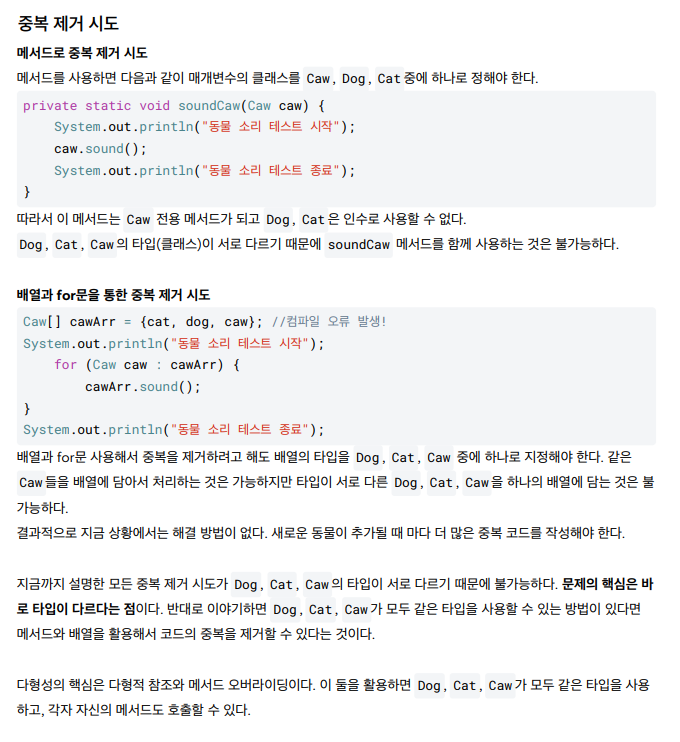 중복 제거 시도
메서드로 중복 제거 시도
메서드를 사용하면 다음과 같이 매개변수의 클래스를 Caw, Dog, Cat중에 하나로 정해야 한다.
private static void soundCaw(Caw caw) {
    System.out.println("동물 소리 테스트 시작");
    caw.sound();
    System.out.println("동물 소리 테스트 종료");
}
따라서 이 메서드는 Caw 전용 메서드가 되고 Dog, Cat은 인수로 사용할 수 없다.
Dog, Cat, Caw의 타입(클래스)이 서로 다르기 때문에 soundCaw 메서드를 함께 사용하는 것은 불가능하다.
배열과 for문을 통한 중복 제거 시도
Caw[] cawArr = {cat, dog, caw}; //컴파일 오류 발생!
System.out.println("동물 소리 테스트 시작");
    for (Caw caw : cawArr) {
        cawArr.sound();
}
System.out.println("동물 소리 테스트 종료");
배열과 for문 사용해서 중복을 제거하려고 해도 배열의 타입을 Dog, Cat, Caw 중에 하나로 지정해야 한다. 같은
Caw들을 배열에 담아서 처리하는 것은 가능하지만 타입이 서로 다른 Dog, Cat, Caw을 하나의 배열에 담는 것은 불
가능하다.
결과적으로 지금 상황에서는 해결 방법이 없다. 새로운 동물이 추가될 때 마다 더 많은 중복 코드를 작성해야 한다.
지금까지 설명한 모든 중복 제거 시도가 Dog, Cat, Caw의 타입이 서로 다르기 때문에 불가능하다. 문제의 핵심은 바
로 타입이 다르다는 점이다. 반대로 이야기하면 Dog, Cat, Caw가 모두 같은 타입을 사용할 수 있는 방법이 있다면
메서드와 배열을 활용해서 코드의 중복을 제거할 수 있다는 것이다.
다형성의 핵심은 다형적 참조와 메서드 오버라이딩이다. 이 둘을 활용하면 Dog, Cat, Caw가 모두 같은 타입을 사용
하고, 각자 자신의 메서드도 호출할 수 있다.